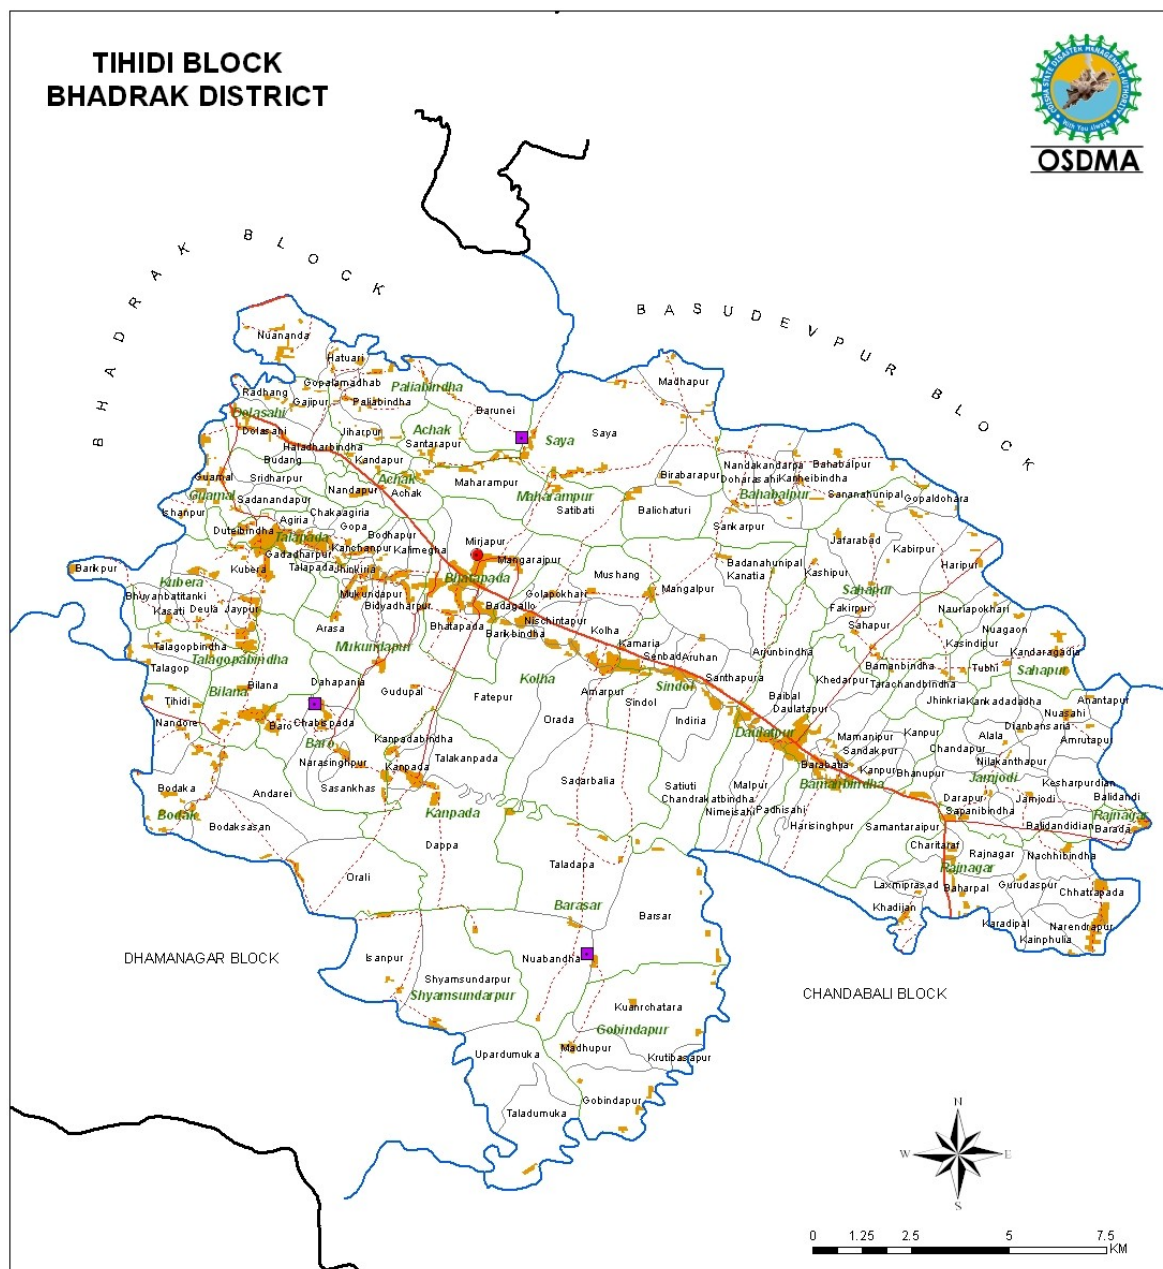 TIHIDI BLOCK
BHADRAK DISTRICT
ODISHA STATE DISASTER MANAGEMENT AUTHORITY
With You Always
OSDMA
BHADRAK BLOCK
BASUDEVPUR BLOCK
Nuananda
Hatuari
Madhapur
Gopalamadhab
Paliabindha
Radhang
Gajipur
Paliabindha
Barunei
Dolasahi
Dolasahi
Jiharpur
Achak
Santarapur
Saya
Saya
Haladharbindha
Budang
Kandapur
Guamal
Sridharpur
Achak
Maharampur
Birabarapur
Nandakandarpa
Bahabalpur
Doharasahi
Kanheibindha
Guamal
Sadanandapur
Nandapur
Achak
Maharampur
Bahabalpur
Sananahunipal
Gopaldohara
Ishanpur
Chakaagiria
Satibati
Balichaturi
Agiria
Duteibindha
Gopa
Sankarpur
Talapada
Bodhapur
Mirjapur
Jafarabad
Kanchanpur
Kalimegha
Kabirpur
Gadadharpur
Mangarajpur
Badanahunipal
Haripur
Barikpur
Kubera
Kubera
Talapada
Jhinkiria
Bhatapada
Mushang
Kanatia
Kashipur
Bhuyanbatitanki
Mukundapur
Golapokhari
Mangalpur
Sahapur
Kasati
Deula
Jaypur
Bidyadharpur
Badagallo
Fakirpur
Naurlapokhari
Arasa
Bhatapada
Nischintapur
Sahapur
Nuagaon
Barikbindha
Kolha
Kamaria
Kasindipur
Talagopbindha
Mukundapur
Senbad
Aruhan
Arjunbindha
Kandaragadia
Talagopabindha
Bamanbindha
Tubhi
Sahapur
Talagop
Dahapania
Kolha
Sindol
Santhapura
Khedarpur
Tarachandbindha
Bilana
Bilana
Gudupal
Fatepur
Amarpur
Sindol
Baibal
Jhinkria
Kankadadadha
Anantapur
Tihidi
Daulatapur
Nandore
Baro
Chabispada
Orada
Indiria
Daulatpur
Mamanipur
Kanpur
Dianbansaria
Nuasahi
Alala
Amrutapur
Baro
Kanpadabindha
Sandakpur
Chandapur
Narasinghpur
Talakanpada
Barabatia
Nilakanthapur
Kanpada
Kanpur
Bhanupur
Bodaka
Andarei
Sasankhas
Sadarbalia
Satiuti
Malpur
Bamanbindha
Jamjodi
Kesharpurdian
Chandrakatbindha
Darapur
Jamjodi
Balidandi
Bodak
Kanpada
Nimeisahi
Padhisahi
Sapanibindha
Rajnagar
Bodaksasan
Harisinghpur
Samantaraipur
Balidandidian
Barada
Dappa
Charitaraf
Rajnagar
Nachhibindha
Taladapa
Rajnagar
Orali
Laxmiprasad
Baharpal
Gurudaspur
Chhatrapada
Barasar
Khadijan
Barsar
Karadipal
Narendrapur
Kainphulia
DHAMANAGAR BLOCK
Isanpur
Nuabandha
Shyamsundarpur
Shyamsundarpur
CHANDABALI BLOCK
Kuanrchatara
Gobindapur
Madhupur
Upardumuka
Krutibasapur
Gobindapur
Taladumuka
N
W
E
S
0 1.25 2.5 5 7.5
KM